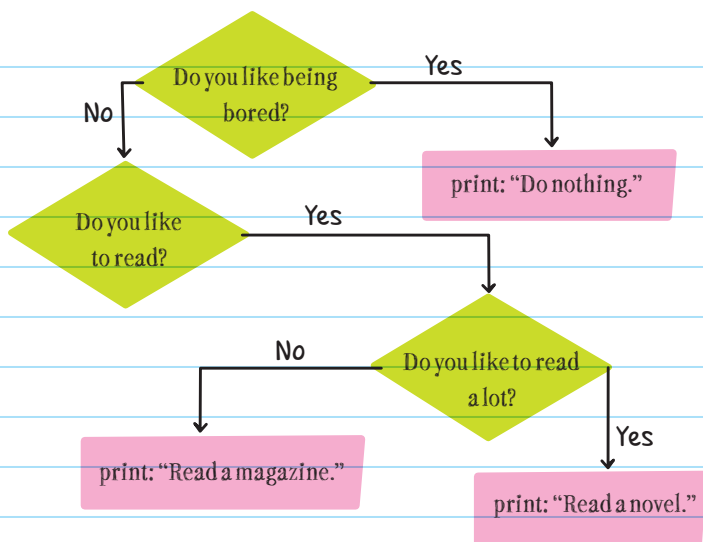 Do you like being
bored?
Yes
No
print: “Do nothing.”
Do you like
to read?
Yes
Do you like to read
a lot?
No
Yes
print: “Read a magazine.”
print: “Read a novel.”